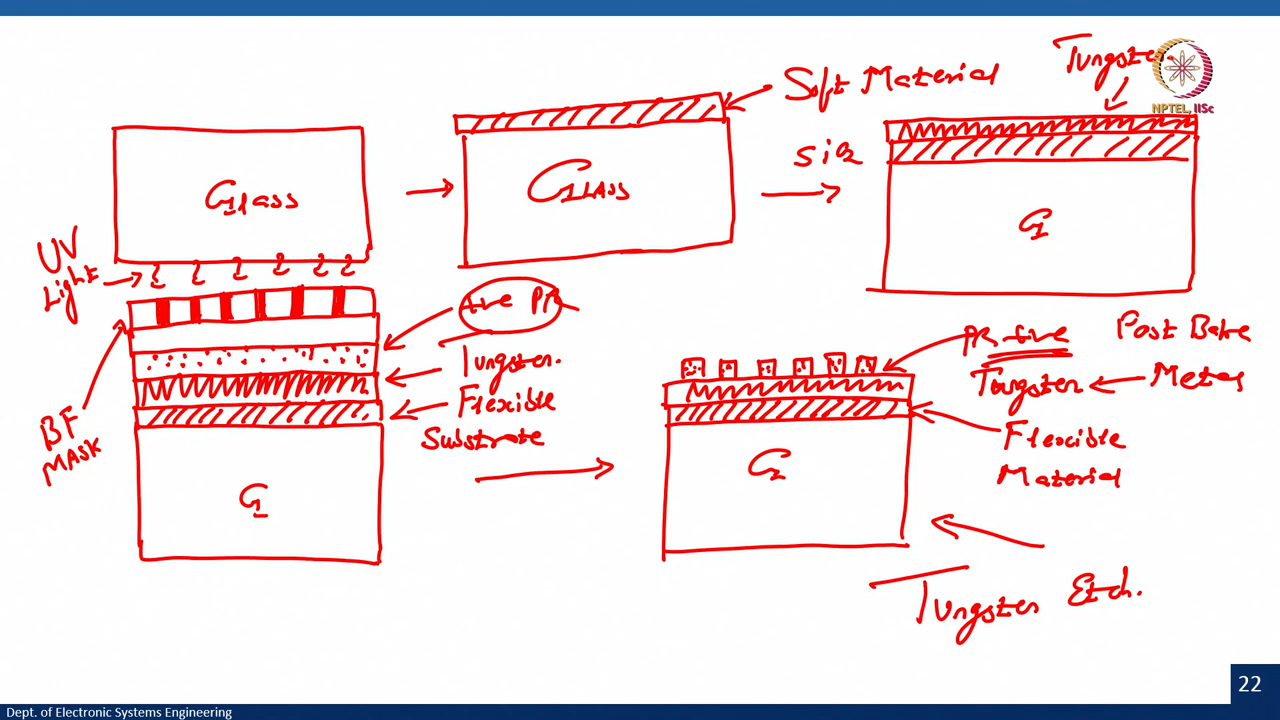 Glass
GLASS
Soft Material
SiO2
Tungsten
NPTEL, IISc
G
UV
Light
+ve PR
Tungsten.
Flexible
Substrate
BF
MASK
G
PR +ve
Post Bake
Tungsten
Metal
Flexible
Material
G
Tungsten Etch.
22
Dept. of Electronic Systems Engineering